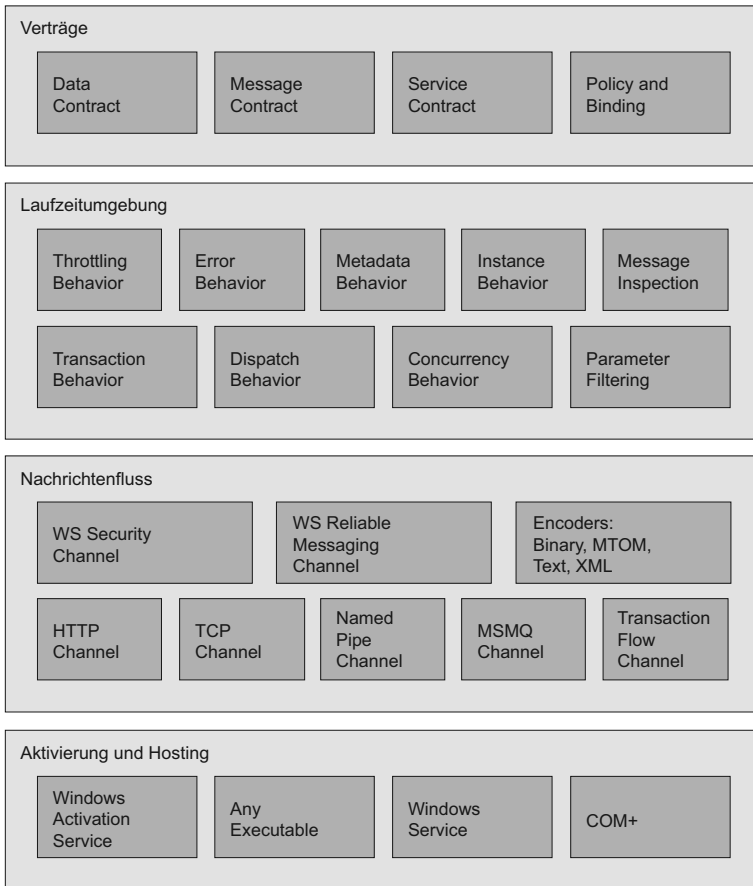 Verträge
Data
Contract
Message
Contract
Service
Contract
Policy and
Binding
Laufzeitumgebung
Throttling
Behavior
Error
Behavior
Metadata
Behavior
Instance
Behavior
Message
Inspection
Transaction
Behavior
Dispatch
Behavior
Concurrency
Behavior
Parameter
Filtering
Nachrichtenfluss
WS Security
Channel
WS Reliable
Messaging
Channel
Encoders:
Binary, MTOM,
Text, XML
HTTP
Channel
TCP
Channel
Named
Pipe
Channel
MSMQ
Channel
Transaction
Flow
Channel
Aktivierung und Hosting
Windows
Activation
Service
Any
Executable
Windows
Service
COM+